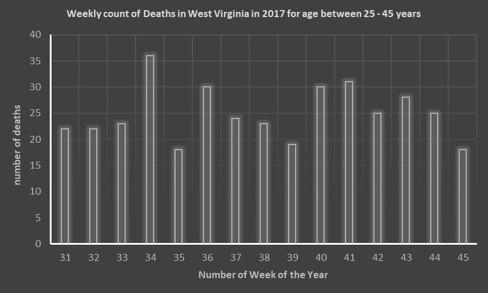 Weekly count of Deaths in West Virginia in 2017 for age between 25 - 45 years
40
35
30
25
20
15
10
5
0
number of deaths
31 32 33 34 35 36 37 38 39 40 41 42 43 44 45
Number of Week of the Year